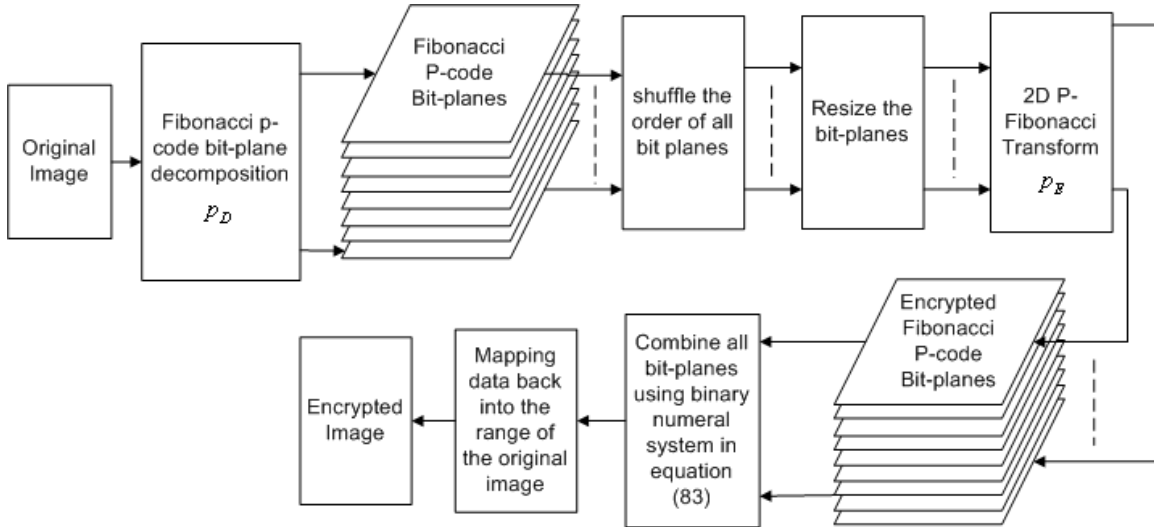 Original
Image
Fibonacci p-
code bit-plane
decomposition
p_D
Fibonacci
P-code
Bit-planes
shuffle the
order of all
bit planes
Resize the
bit-planes
2D P-
Fibonacci
Transform
p_E
Encrypted
Fibonacci
P-code
Bit-planes
Combine all
bit-planes
using binary
numeral
system in
equation
(83)
Mapping
data back
into the
range of
the original
image
Encrypted
Image